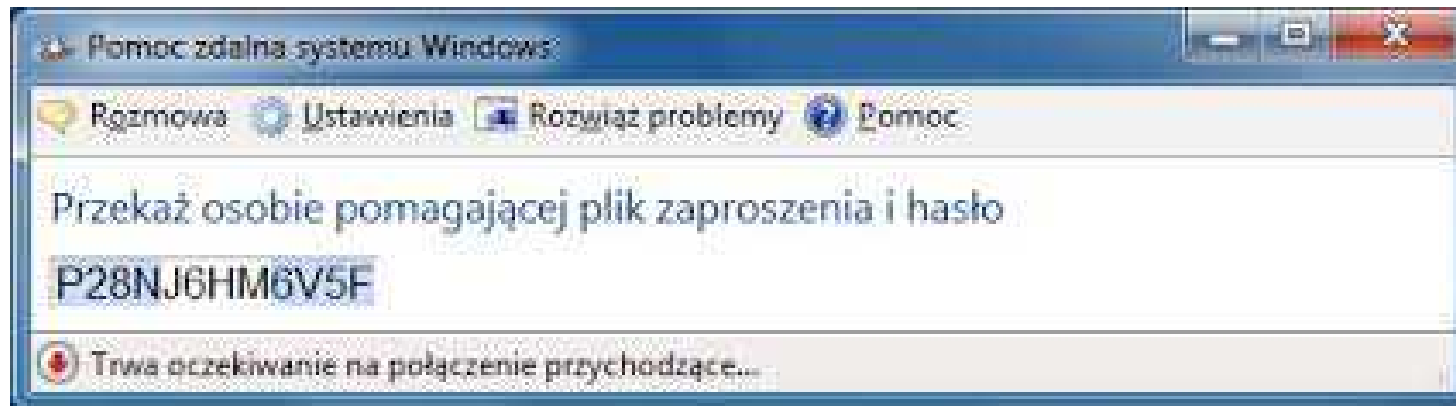 Pomoc zdalna systemu Windows
Rozmowa Ustawienia Rozwiąż problemy Pomoc
Przekaż osobie pomagającej plik zaproszenia i hasło
P28NJ6HM6V5F
Trwa oczekiwanie na połączenie przychodzące...